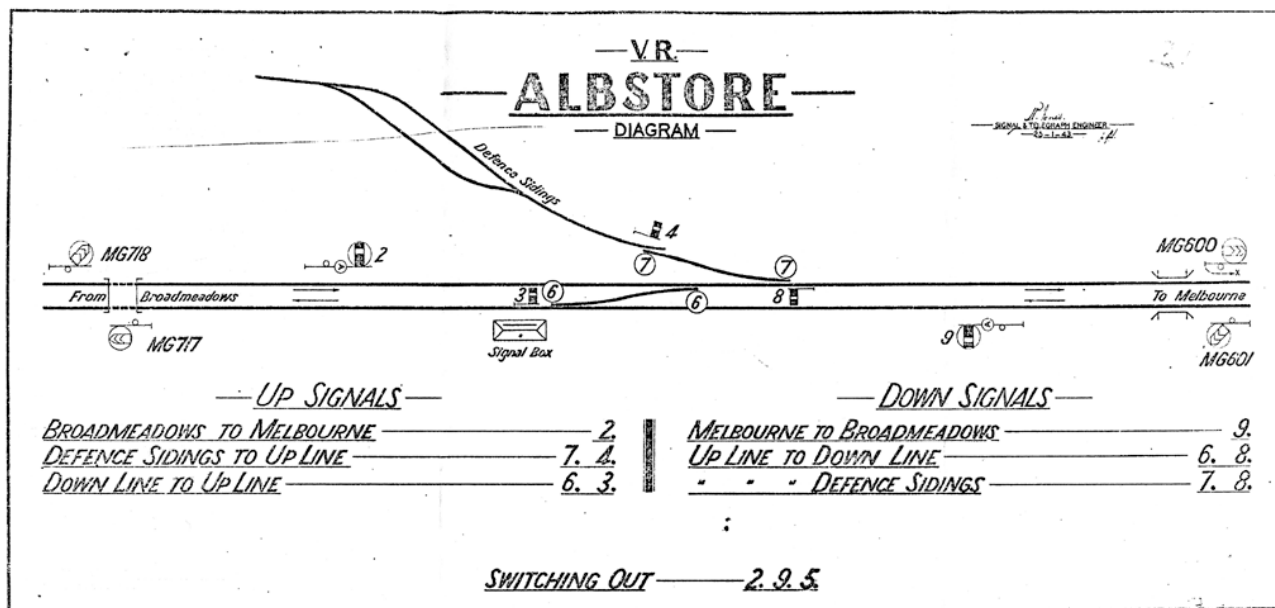 V.R.
ALBSTORE
DIAGRAM
SIGNAL & TELEGRAPH ENGINEER
Defence Sidings
4
7
7
MG718
2
MG600
From Broadmeadows
3
6
6
8
To Melbourne
MG717
Signal Box
9
MG601
UP SIGNALS
BROADMEADOWS TO MELBOURNE 2.
DEFENCE SIDINGS TO UP LINE 7. 4.
DOWN LINE TO UP LINE 6. 3.
DOWN SIGNALS
MELBOURNE TO BROADMEADOWS 9.
UP LINE TO DOWN LINE 6. 8.
" " " DEFENCE SIDINGS 7. 8.
SWITCHING OUT 2. 9. 5.